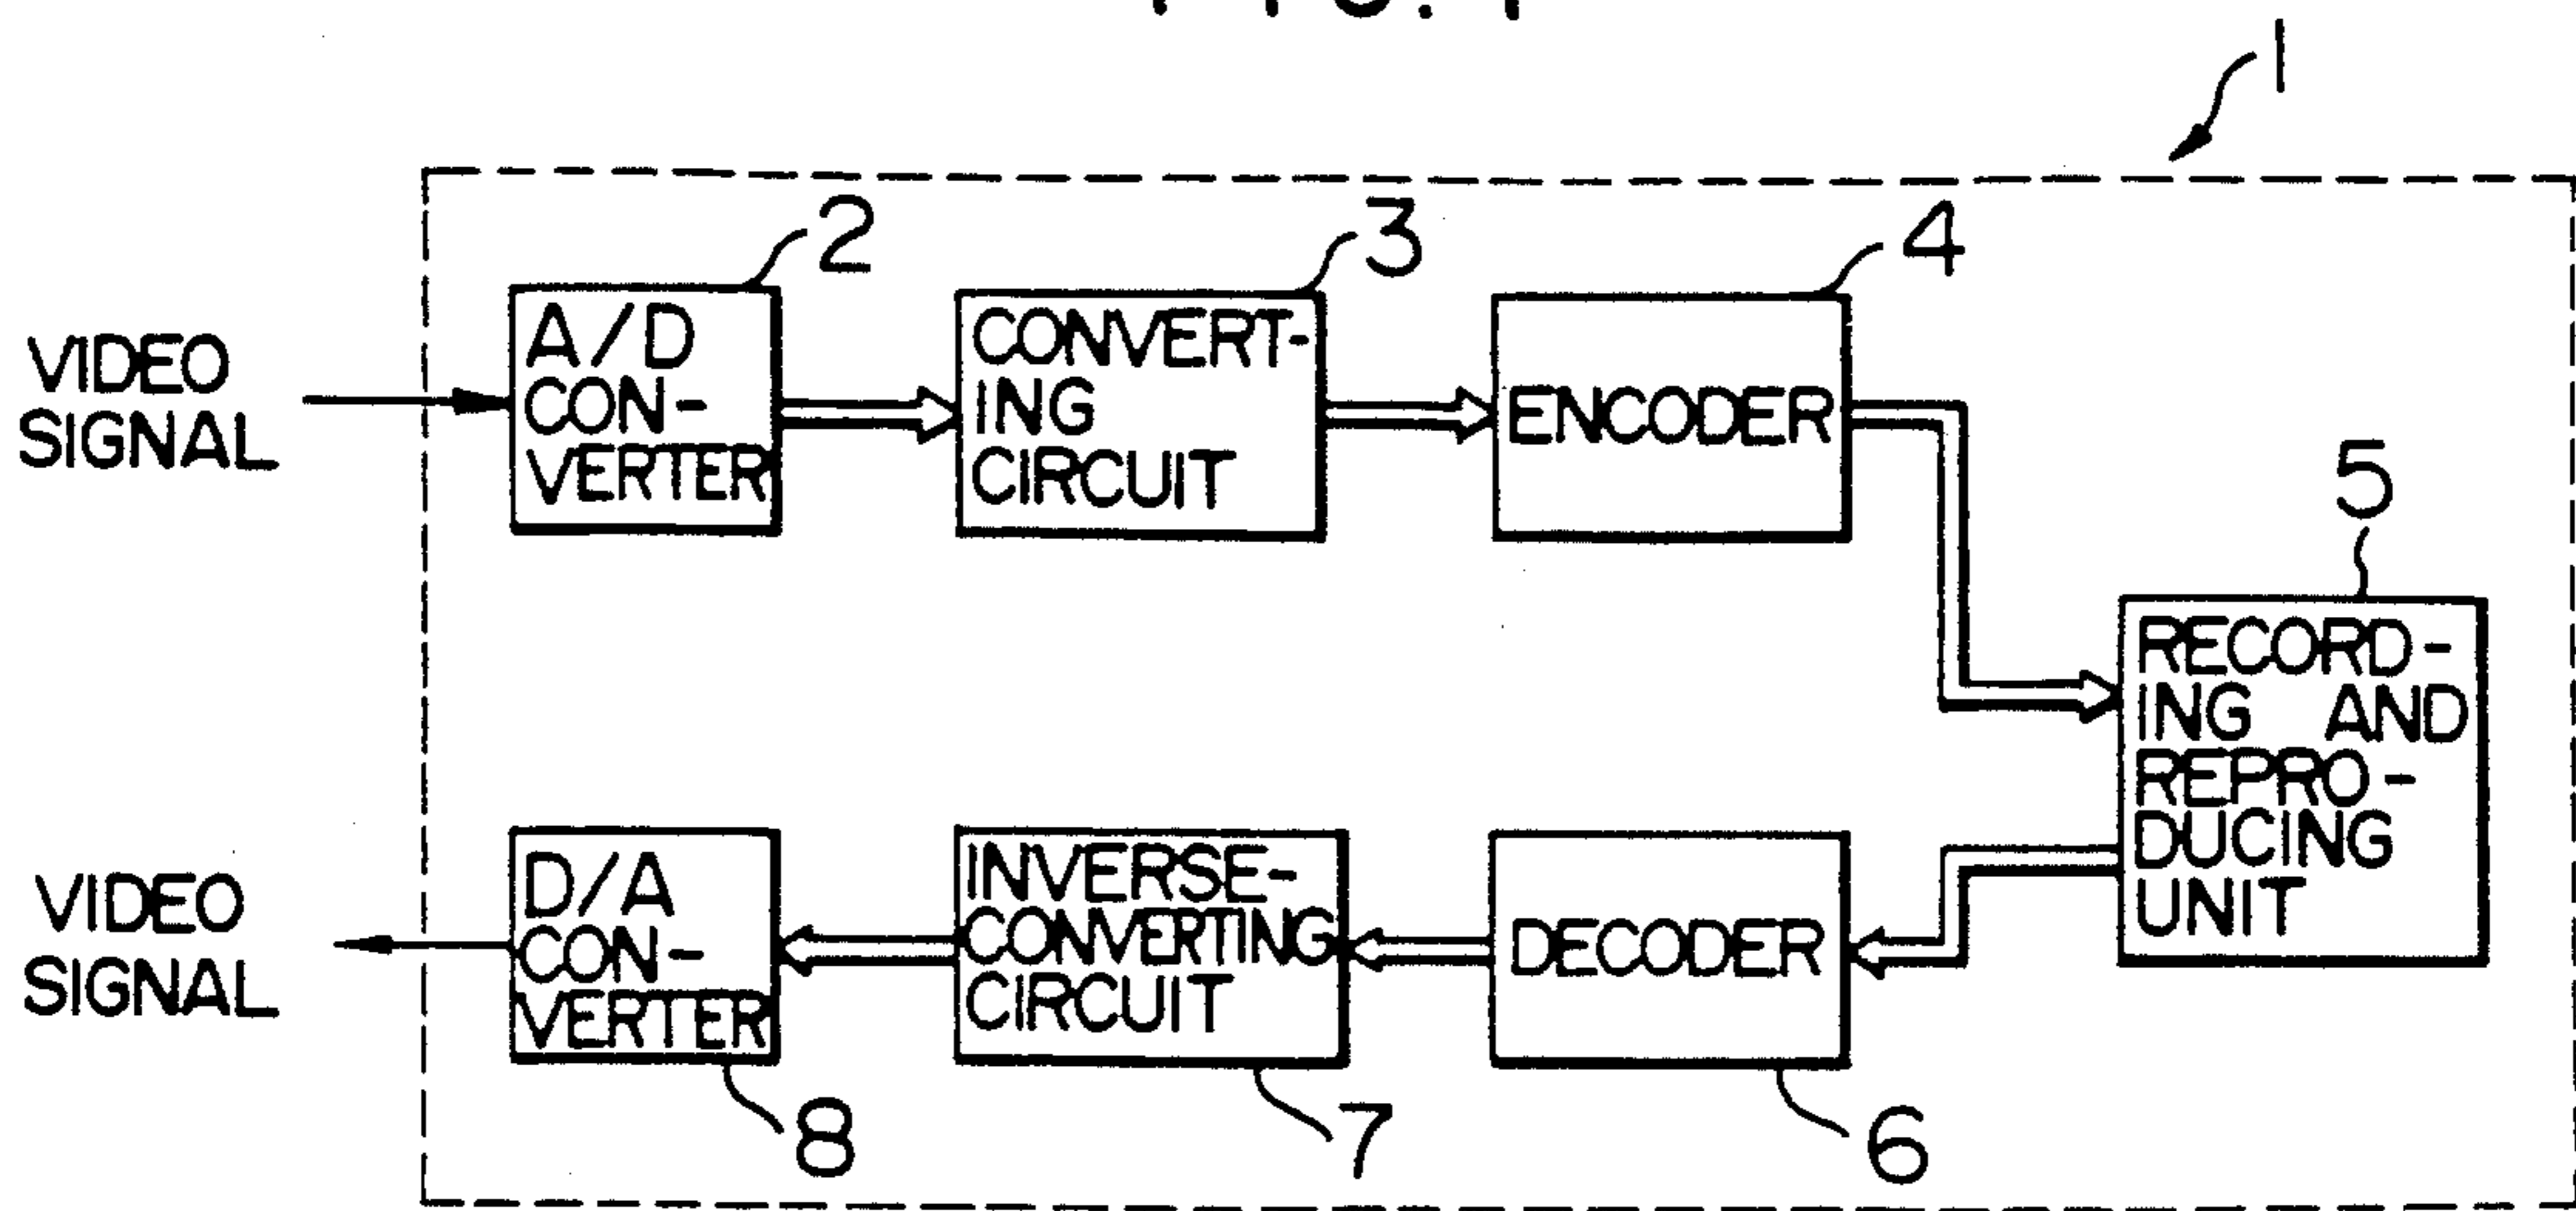 1
2
3
4
VIDEO
SIGNAL
A/D
CON-
VERTER
CONVERT-
ING
CIRCUIT
ENCODER
5
RECORD-
ING AND
REPRO-
DUCING
UNIT
VIDEO
SIGNAL
D/A
CON-
VERTER
INVERSE-
CONVERTING
CIRCUIT
DECODER
8
7
6